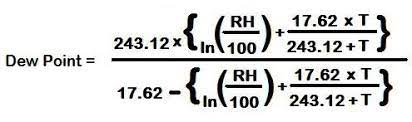 Dew Point = 243.12 x { ln ( RH / 100 ) + 17.62 x T / 243.12 + T }
17.62 - { ln ( RH / 100 ) + 17.62 x T / 243.12 + T }